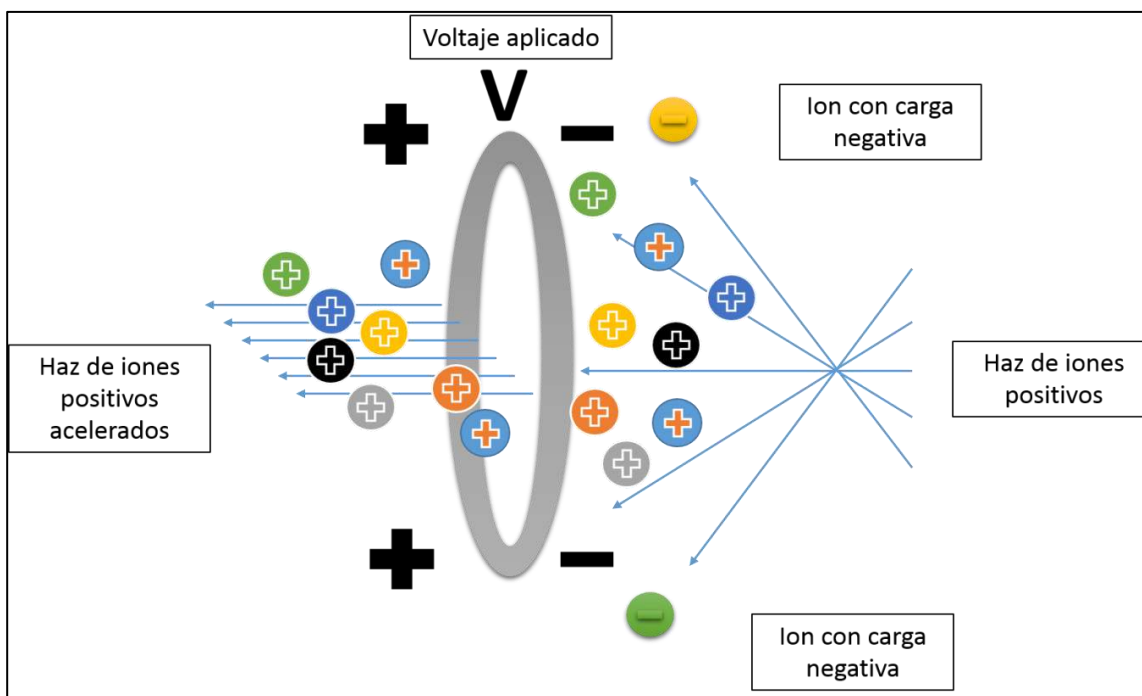 Voltaje aplicado
V
+
−
−
Ion con carga
negativa
+
+
+
+
+
+
+
+
+
+
Haz de iones
positivos
acelerados
+
+
+
+
+
+
+
Haz de iones
positivos
+
−
−
Ion con carga
negativa